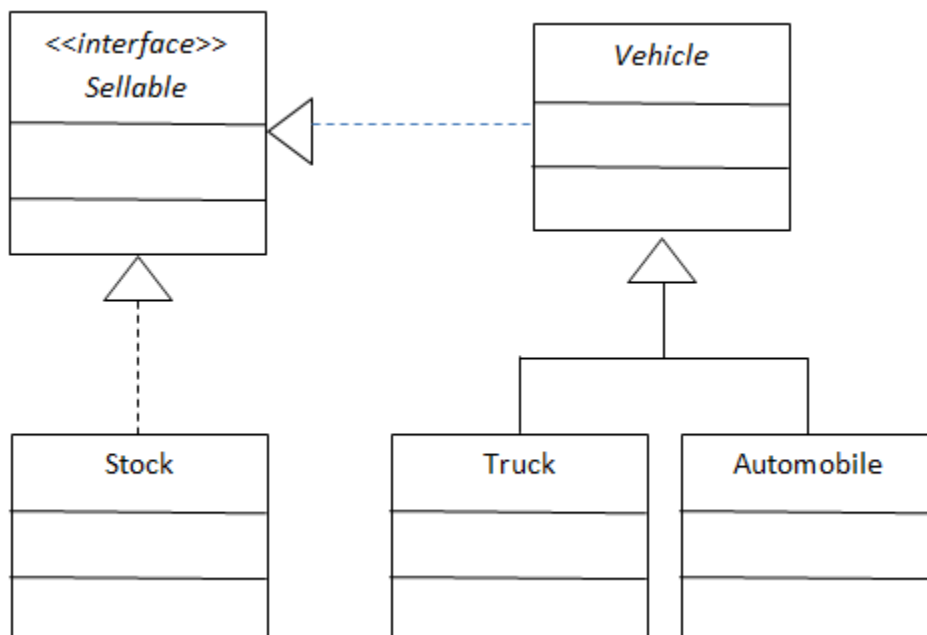 <<interface>>
Sellable
Vehicle
Stock
Truck
Automobile